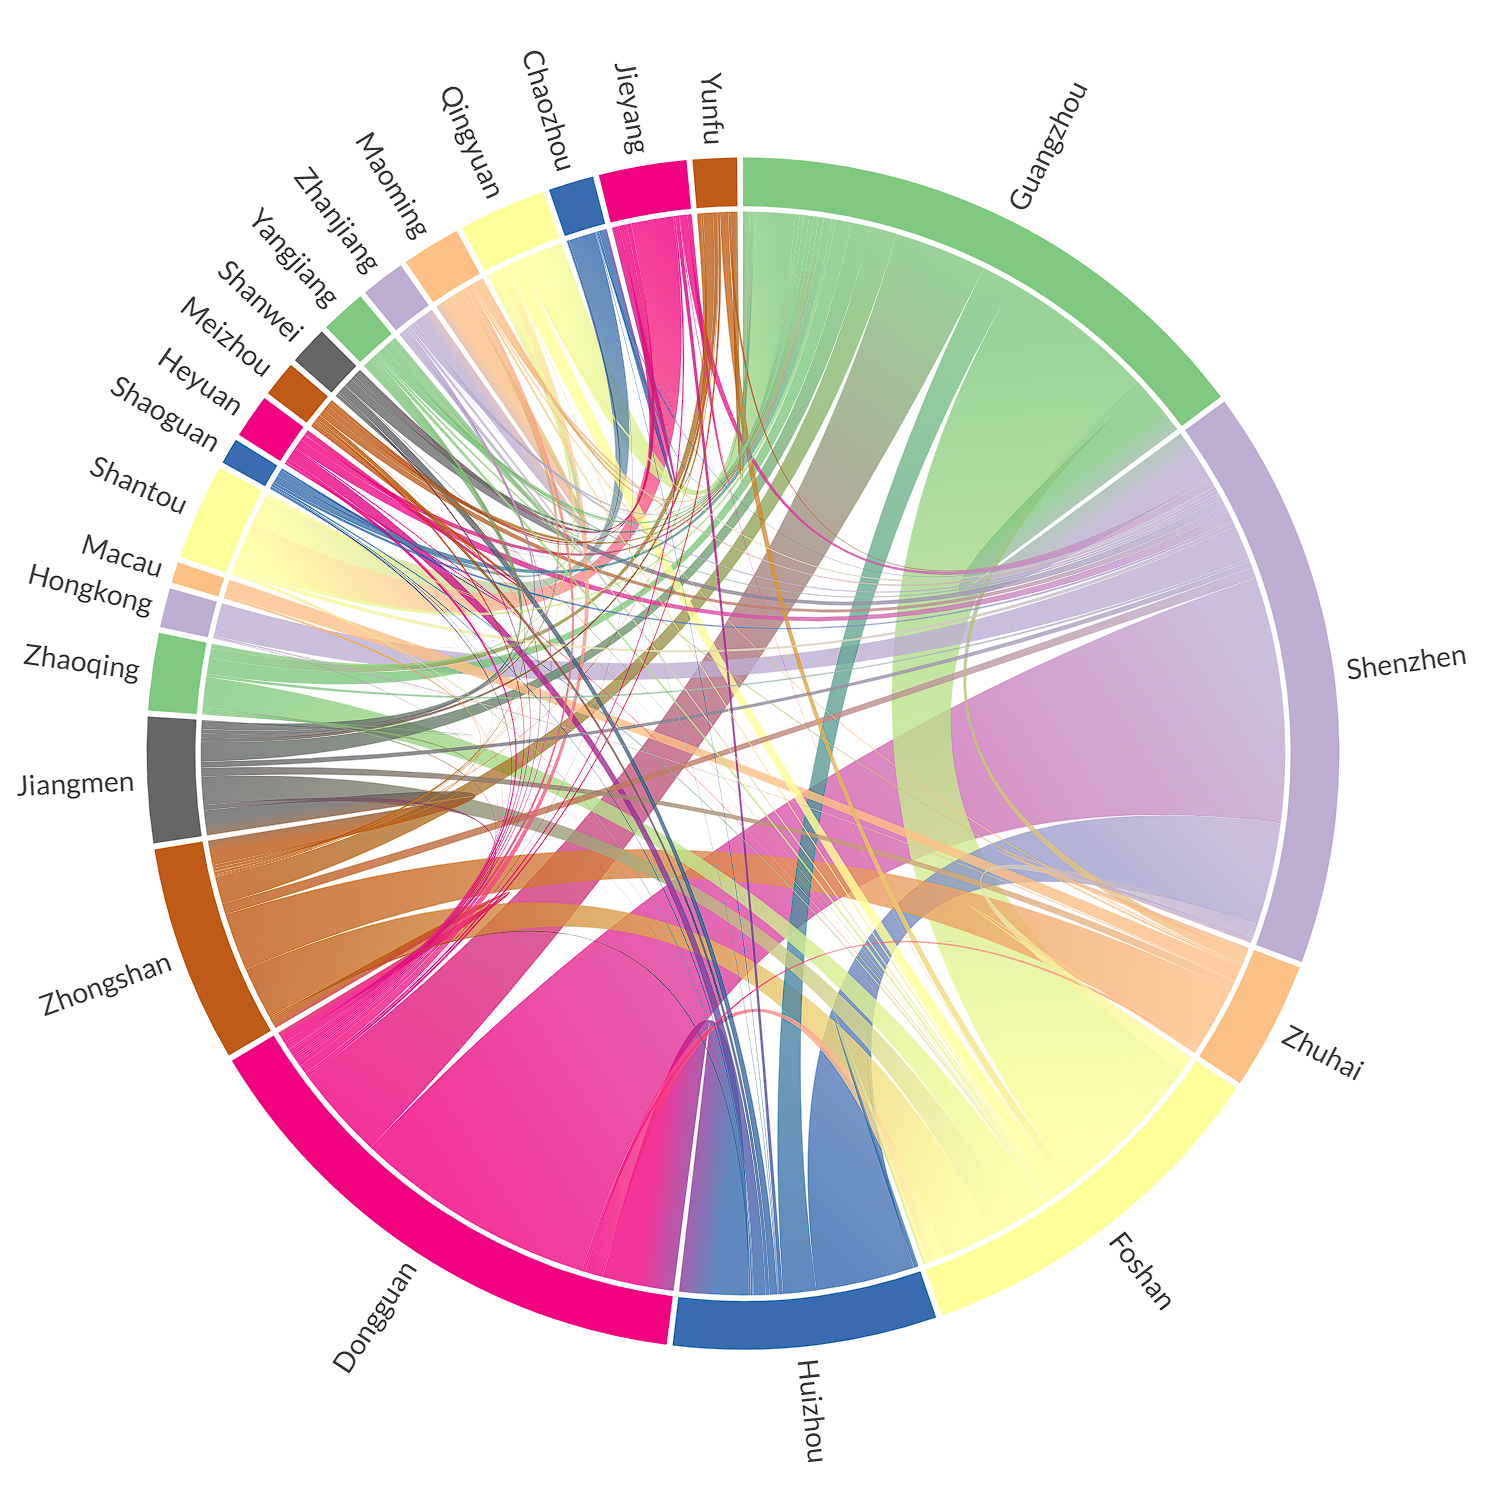 Guangzhou
Shenzhen
Zhuhai
Foshan
Huizhou
Dongguan
Zhongshan
Jiangmen
Zhaoqing
Hongkong
Macau
Shantou
Shaoguan
Heyuan
Meizhou
Shanwei
Yangjiang
Zhanjiang
Maoming
Qingyuan
Chaozhou
Jieyang
Yunfu